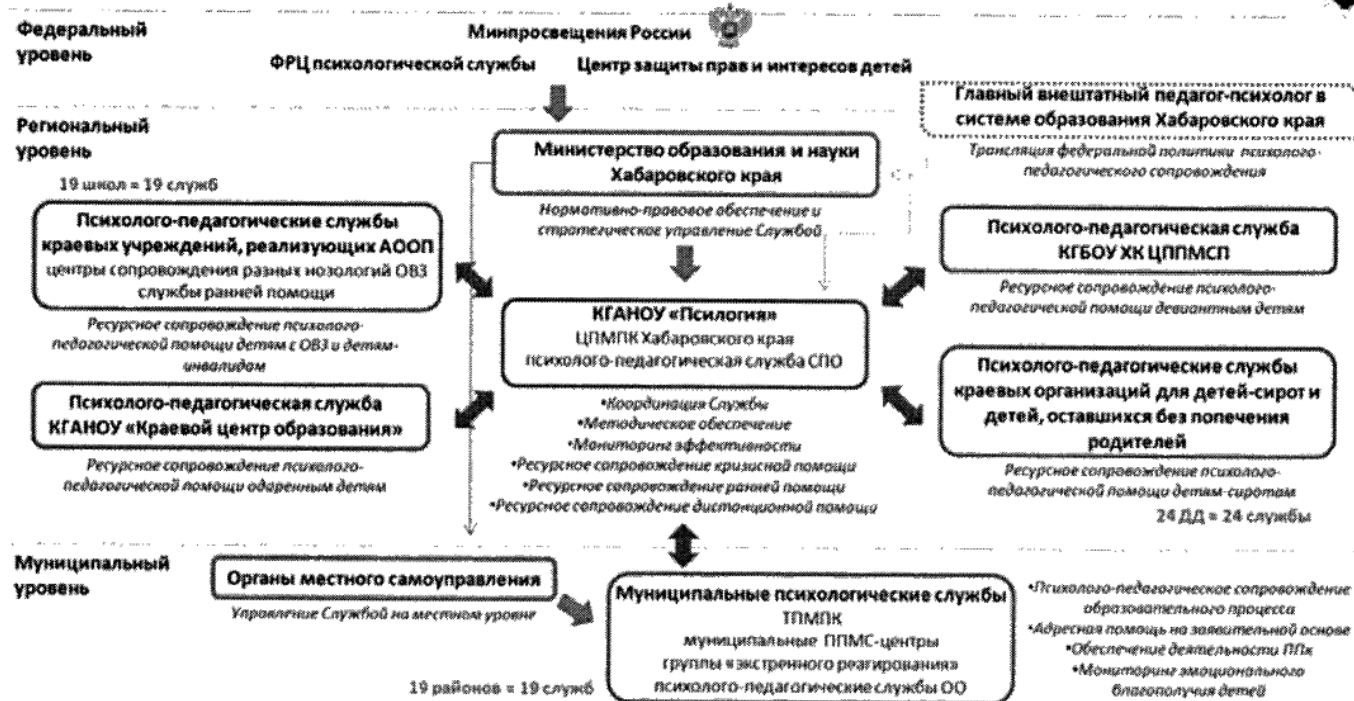 Федеральный
уровень
Минпросвещения России
ФРЦ психологической службы
Центр защиты прав и интересов детей
Главный внештатный педагог-психолог в
системе образования Хабаровского края
Трансляция федеральной политики психолого-
педагогического сопровождения
Региональный
уровень
Министерство образования и науки
Хабаровского края
Нормативно-правовое обеспечение и
стратегическое управление Службой
19 школ = 19 служб
Психолого-педагогические службы
краевых учреждений, реализующих АООП
центры сопровождения разных нозологий ОВЗ
службы ранней помощи
Ресурсное сопровождение психолого-
педагогической помощи детям с ОВЗ и детям-
инвалидам
Психолого-педагогическая служба
КГБОУ ХК ЦППМСП
Ресурсное сопровождение психолого-
педагогической помощи девиантным детям
КГАНОУ «Псилогия»
ЦПМПК Хабаровского края
психолого-педагогическая служба СПО
•Координация Службы
•Методическое обеспечение
•Мониторинг эффективности
•Ресурсное сопровождение кризисной помощи
•Ресурсное сопровождение ранней помощи
•Ресурсное сопровождение дистанционной помощи
Психолого-педагогическая служба
КГАНОУ «Краевой центр образования»
Ресурсное сопровождение психолого-
педагогической помощи одаренным детям
Психолого-педагогические службы
краевых организаций для детей-сирот и
детей, оставшихся без попечения
родителей
Ресурсное сопровождение психолого-
педагогической помощи детям-сиротам
24 ДД = 24 службы
Муниципальный
уровень
Органы местного самоуправления
Управление Службой на местном уровне
19 районов = 19 служб
Муниципальные психологические службы
ТПМПК
муниципальные ППМС-центры
группы «экстренного реагирования»
психолого-педагогические службы ОО
•Психолого-педагогическое сопровождение
образовательного процесса
•Адресная помощь на заявительной основе
•Обеспечение деятельности ППк
•Мониторинг эмоционального
благополучия детей